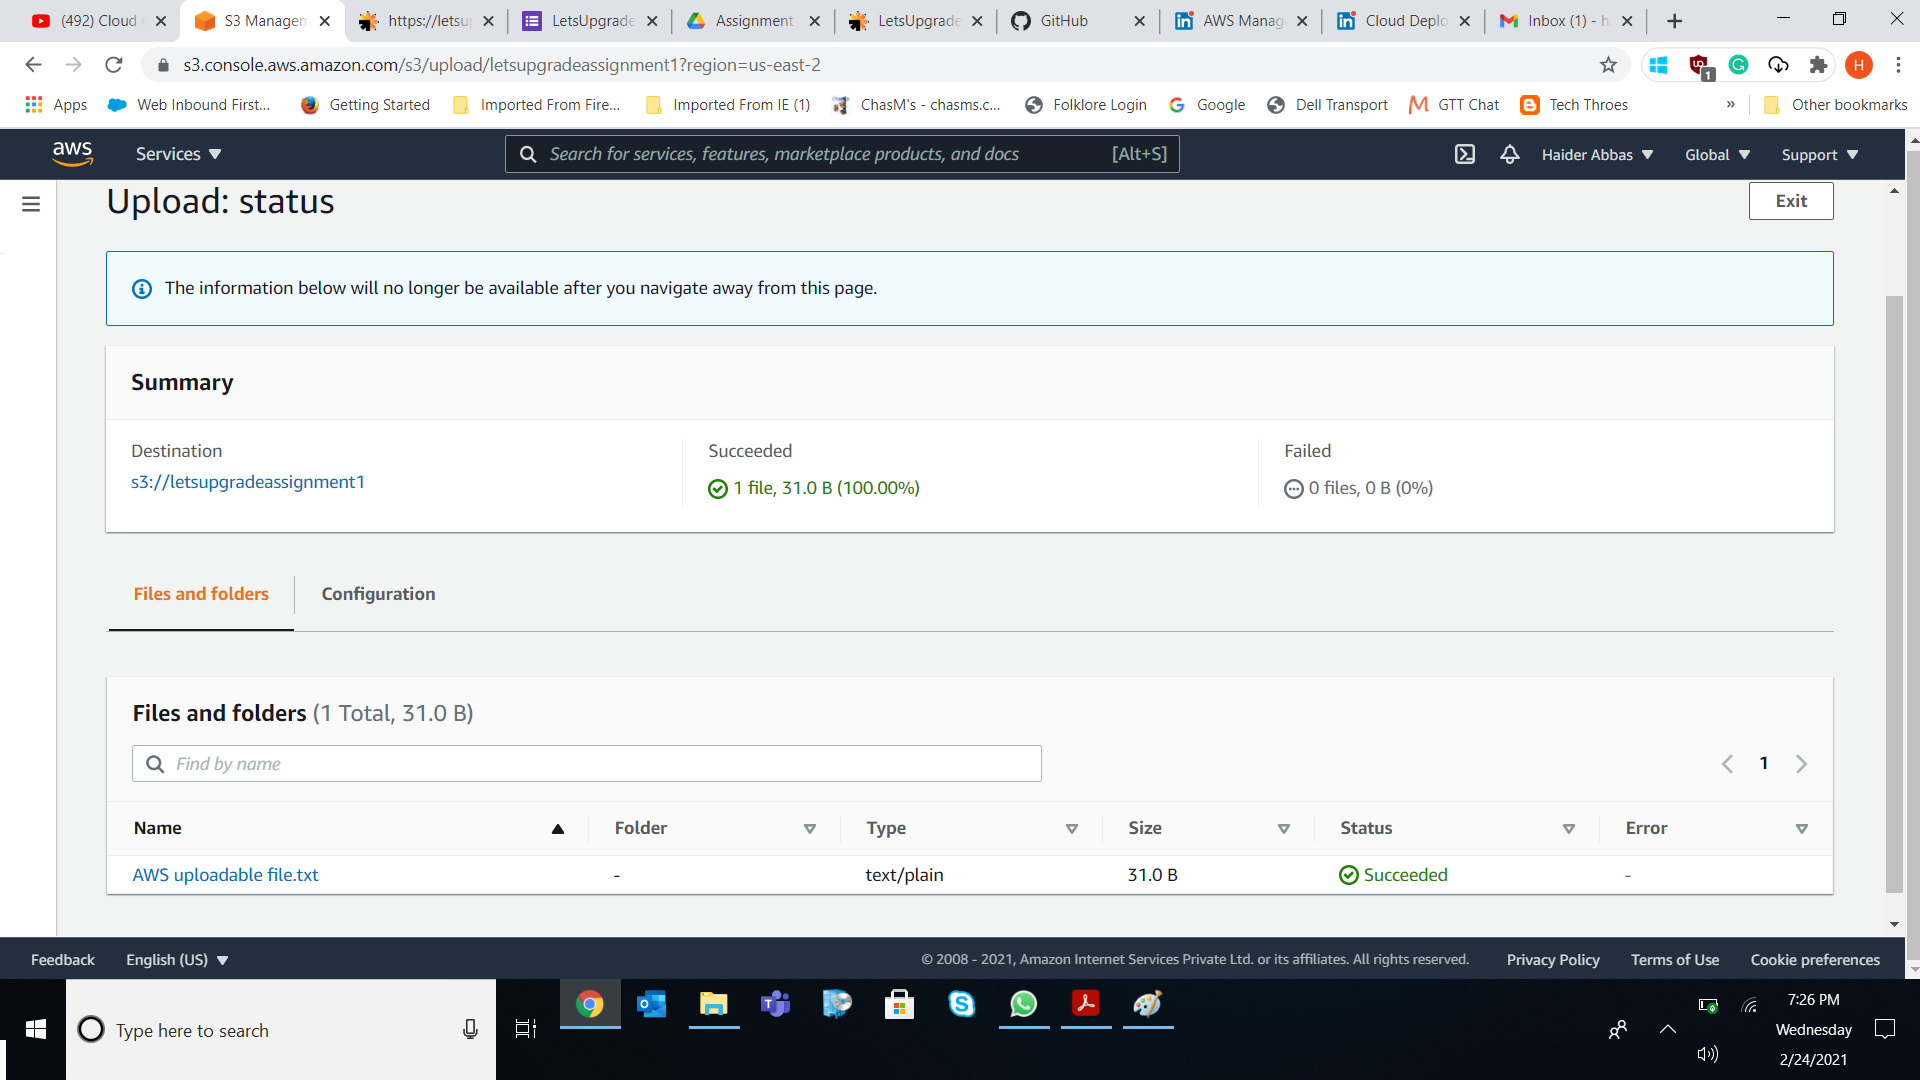 (492) Cloud
S3 Managem
https://letsu
LetsUpgrade
Assignment
LetsUpgrade
GitHub
AWS Manag
Cloud Deplo
Inbox (1) - h
s3.console.aws.amazon.com/s3/upload/letsupgradeassignment1?region=us-east-2
1
H
Apps
Web Inbound First...
Getting Started
Imported From Fire...
Imported From IE (1)
ChasM's - chasms.c...
Folklore Login
Google
Dell Transport
GTT Chat
Tech Throes
»
Other bookmarks
aws
Services
Search for services, features, marketplace products, and docs
[Alt+S]
Haider Abbas
Global
Support
Upload: status
Exit
The information below will no longer be available after you navigate away from this page.
Summary
Destination
s3://letsupgradeassignment1
Succeeded
1 file, 31.0 B (100.00%)
Failed
0 files, 0 B (0%)
Files and folders
Configuration
Files and folders (1 Total, 31.0 B)
Find by name
1
Name
Folder
Type
Size
Status
Error
AWS uploadable file.txt
-
text/plain
31.0 B
Succeeded
-
Feedback
English (US)
© 2008 - 2021, Amazon Internet Services Private Ltd. or its affiliates. All rights reserved.
Privacy Policy
Terms of Use
Cookie preferences
Type here to search
7:26 PM
Wednesday
2/24/2021